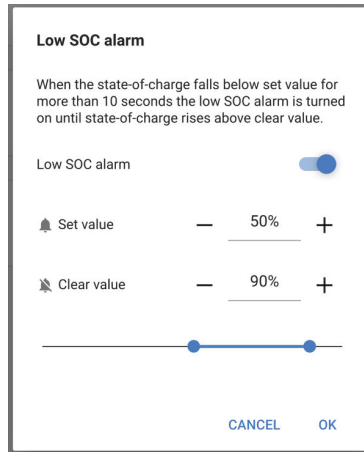 Low SOC alarm
When the state-of-charge falls below set value for
more than 10 seconds the low SOC alarm is turned
on until state-of-charge rises above clear value.
Low SOC alarm
Set value − 50% +
Clear value − 90% +
CANCEL OK